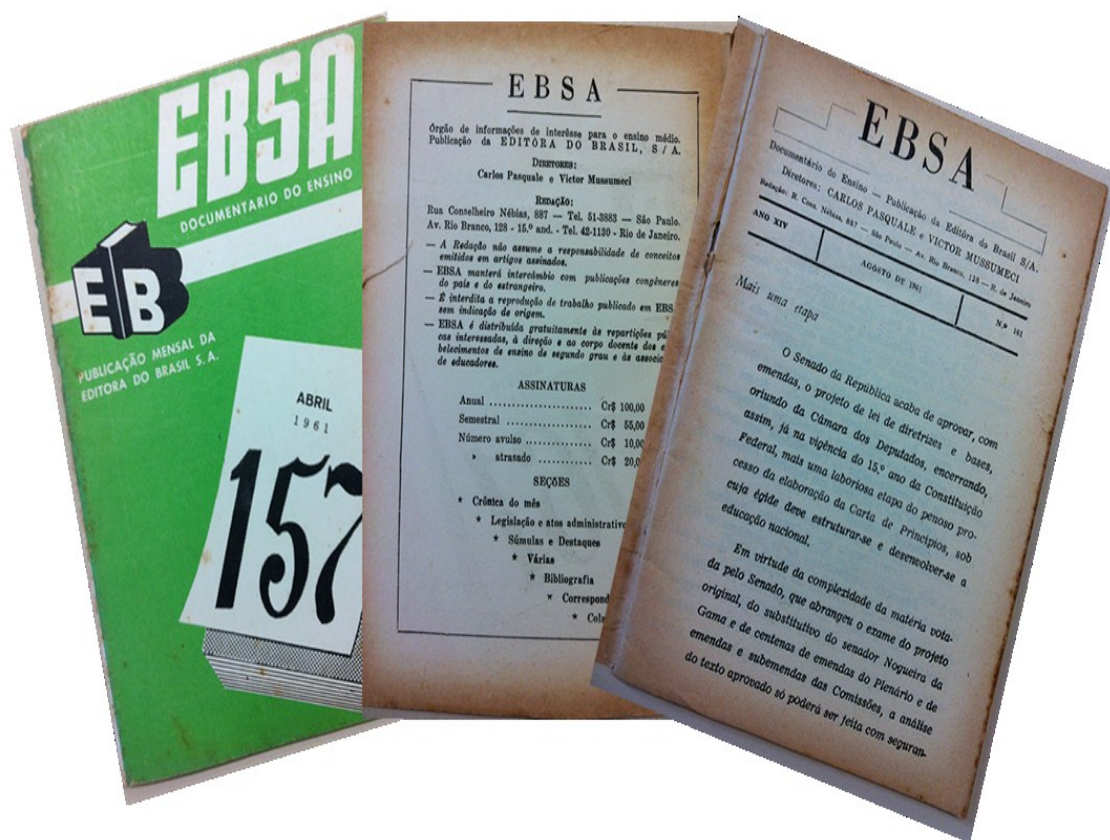 EBSA
DOCUMENTÁRIO DO ENSINO
EB
PUBLICAÇÃO MENSAL DA
EDITORA DO BRASIL S. A.
ABRIL
1961
157
EBSA
Órgão de informações de interêsse para o ensino médio.
Publicação da EDITÔRA DO BRASIL, S/A.
DIRETORES:
Carlos Pasquale e Victor Mussumeci
REDAÇÃO:
Rua Conselheiro Nébias, 887 — Tel. 51-3883 — São Paulo.
Av. Rio Branco, 128 - 15.º and. - Tel. 42-1130 - Rio de Janeiro.
— A Redação não assume a responsabilidade de conceitos
emitidos em artigos assinados.
— EBSA manterá intercâmbio com publicações congêneres
do país e do estrangeiro.
— É interdita a reprodução de trabalho publicado em EBS
sem indicação de origem.
— EBSA é distribuída gratuitamente às repartições púl
cas interessadas, à direção e ao corpo docente dos e
belecimentos de ensino de segundo grau e às associaç
de educadores.
ASSINATURAS
Anual ........................ Cr$ 100,00
Semestral .................... Cr$ 55,00
Número avulso ................ Cr$ 10,00
» atrasado ............... Cr$ 20,00
SEÇÕES
* Crônica do mês
* Legislação e atos administrativo
* Súmulas e Destaques
* Várias
* Bibliografia
* Correspond
* Cola
EBSA
Documentário do Ensino — Publicação da Editôra do Brasil S/A.
Diretores: CARLOS PASQUALE e VICTOR MUSSUMECI
Redação: R. Cons. Nébias, 887 — São Paulo — Av. Rio Branco, 128 — R. de Janeiro
ANO XIV
AGOSTO DE 1961
N.º 161
Mais uma etapa
O Senado da República acaba de aprovar, com
emendas, o projeto de lei de diretrizes e bases,
oriundo da Câmara dos Deputados, encerrando,
assim, já na vigência do 15.º ano da Constituição
Federal, mais uma laboriosa etapa do penoso pro-
cesso da elaboração da Carta de Princípios, sob
cuja égide deve estruturar-se e desenvolver-se a
educação nacional.
Em virtude da complexidade da matéria vota-
da pelo Senado, que abrangeu o exame do projeto
original, do substitutivo do senador Nogueira da
Gama e de centenas de emendas do Plenário e de
emendas e subemendas das Comissões, a análise
do texto aprovado só poderá ser feita com seguran-